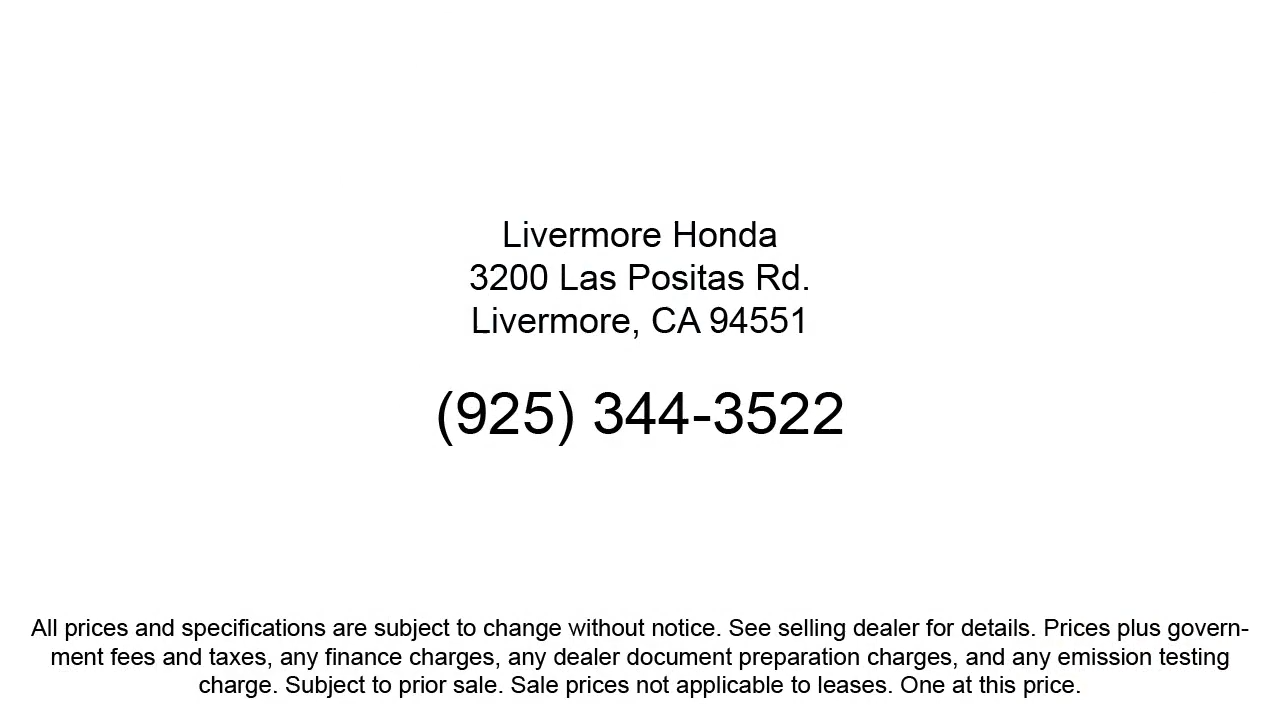 Livermore Honda
3200 Las Positas Rd.
Livermore, CA 94551
(925) 344-3522
All prices and specifications are subject to change without notice. See selling dealer for details. Prices plus govern-
ment fees and taxes, any finance charges, any dealer document preparation charges, and any emission testing
charge. Subject to prior sale. Sale prices not applicable to leases. One at this price.